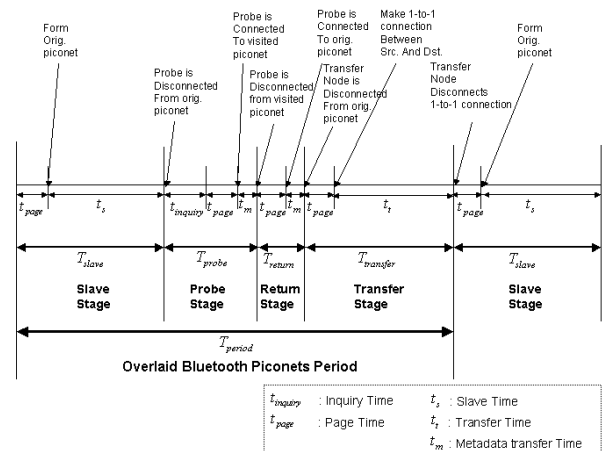 Form
Orig.
piconet
Probe is
Disconnected
From orig.
piconet
Probe is
Connected
To visited
piconet
Probe is
Disconnected
from visited
piconet
Probe is
Connected
To orig.
piconet
Transfer
Node is
Disconnected
From orig.
piconet
Make 1-to-1
connection
Between
Src. And Dst.
Transfer
Node
Disconnects
1-to-1 connection
Form
Orig.
piconet
t_page t_s t_inquiry t_page t_m t_page t_m t_page t_t t_page t_s
T_slave T_probe T_return T_transfer T_slave
Slave Stage
Probe Stage
Return Stage
Transfer Stage
Slave Stage
T_period
Overlaid Bluetooth Piconets Period
t_inquiry : Inquiry Time
t_page : Page Time
t_s : Slave Time
t_t : Transfer Time
t_m : Metadata transfer Time